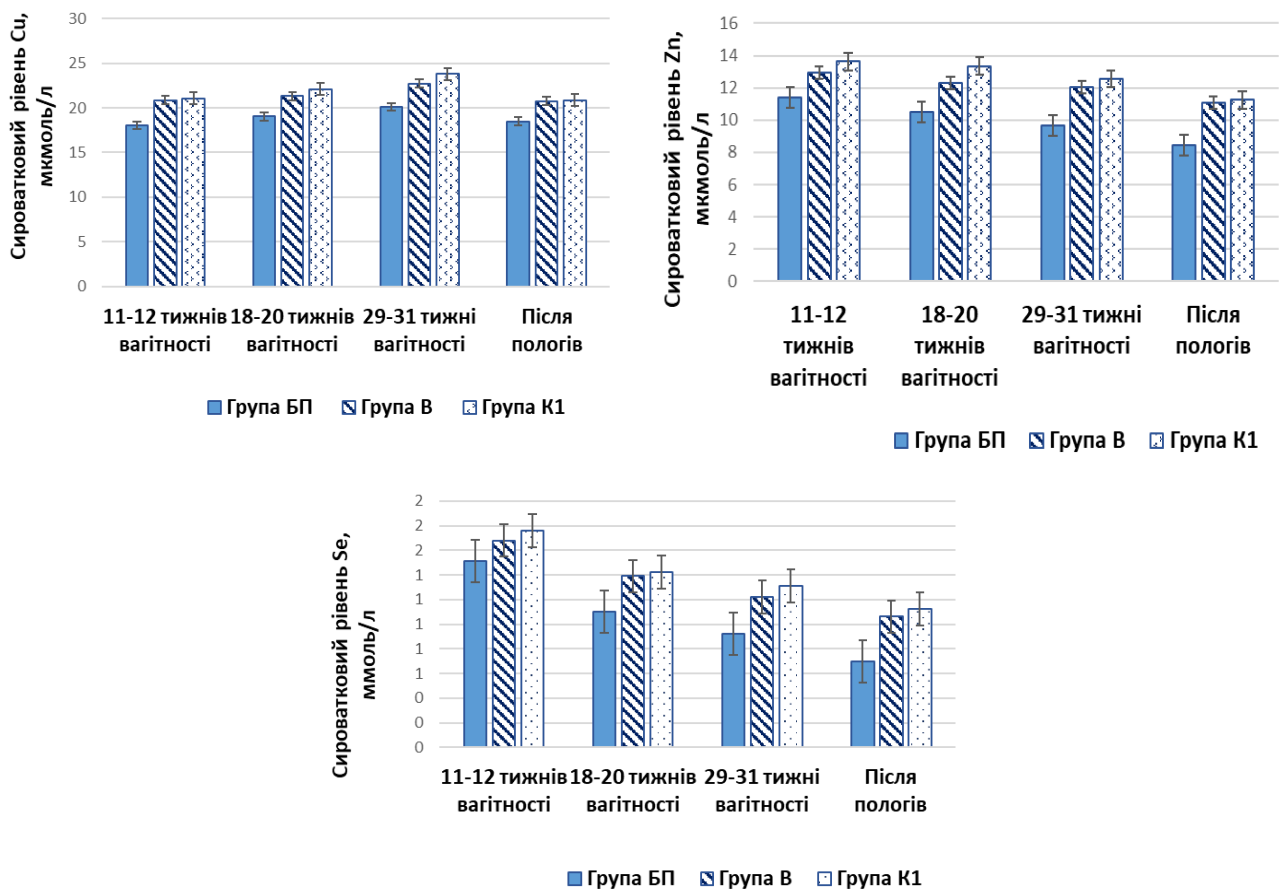 Сироватковий рівень Cu,
мкмоль/л
30
25
20
15
10
5
0
11-12 тижнів
вагітності
18-20 тижнів
вагітності
29-31 тижні
вагітності
Після
пологів
Група БП Група В Група К1
Сироватковий рівень Zn,
мкмоль/л
16
14
12
10
8
6
4
2
0
11-12
тижнів
вагітності
18-20
тижнів
вагітності
29-31 тижні
вагітності
Після
пологів
Група БП Група В Група К1
Сироватковий рівень Se,
ммоль/л
2
2
2
1
1
1
1
1
0
0
0
11-12 тижнів
вагітності
18-20 тижнів
вагітності
29-31 тижні
вагітності
Після
пологів
Група БП Група В Група К1